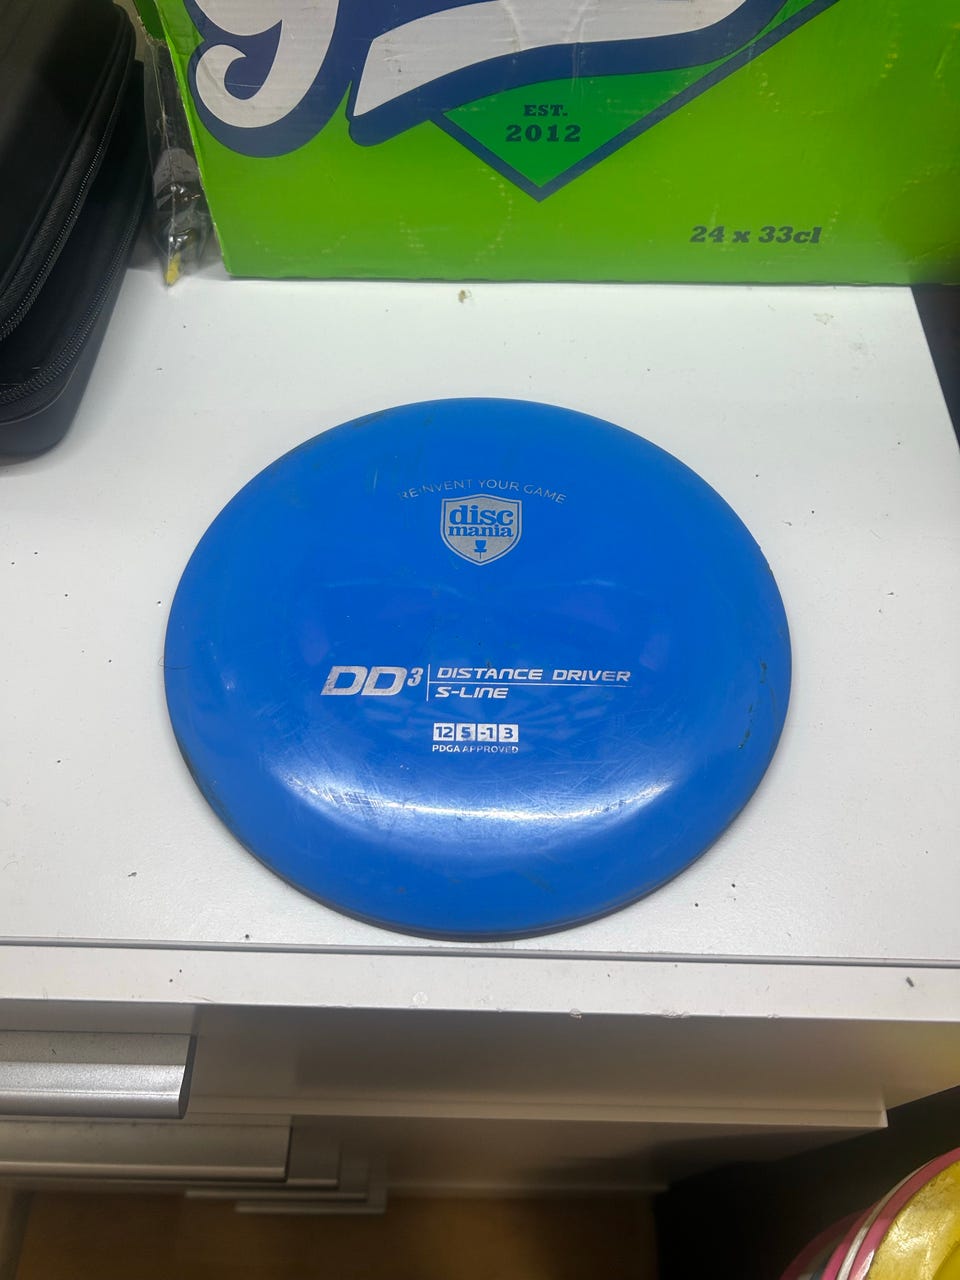 EST.
2012
24 x 33cl
REINVENT YOUR GAME
disc
mania
DD3 DISTANCE DRIVER
S-LINE
12 5 -1 3
PDGA APPROVED